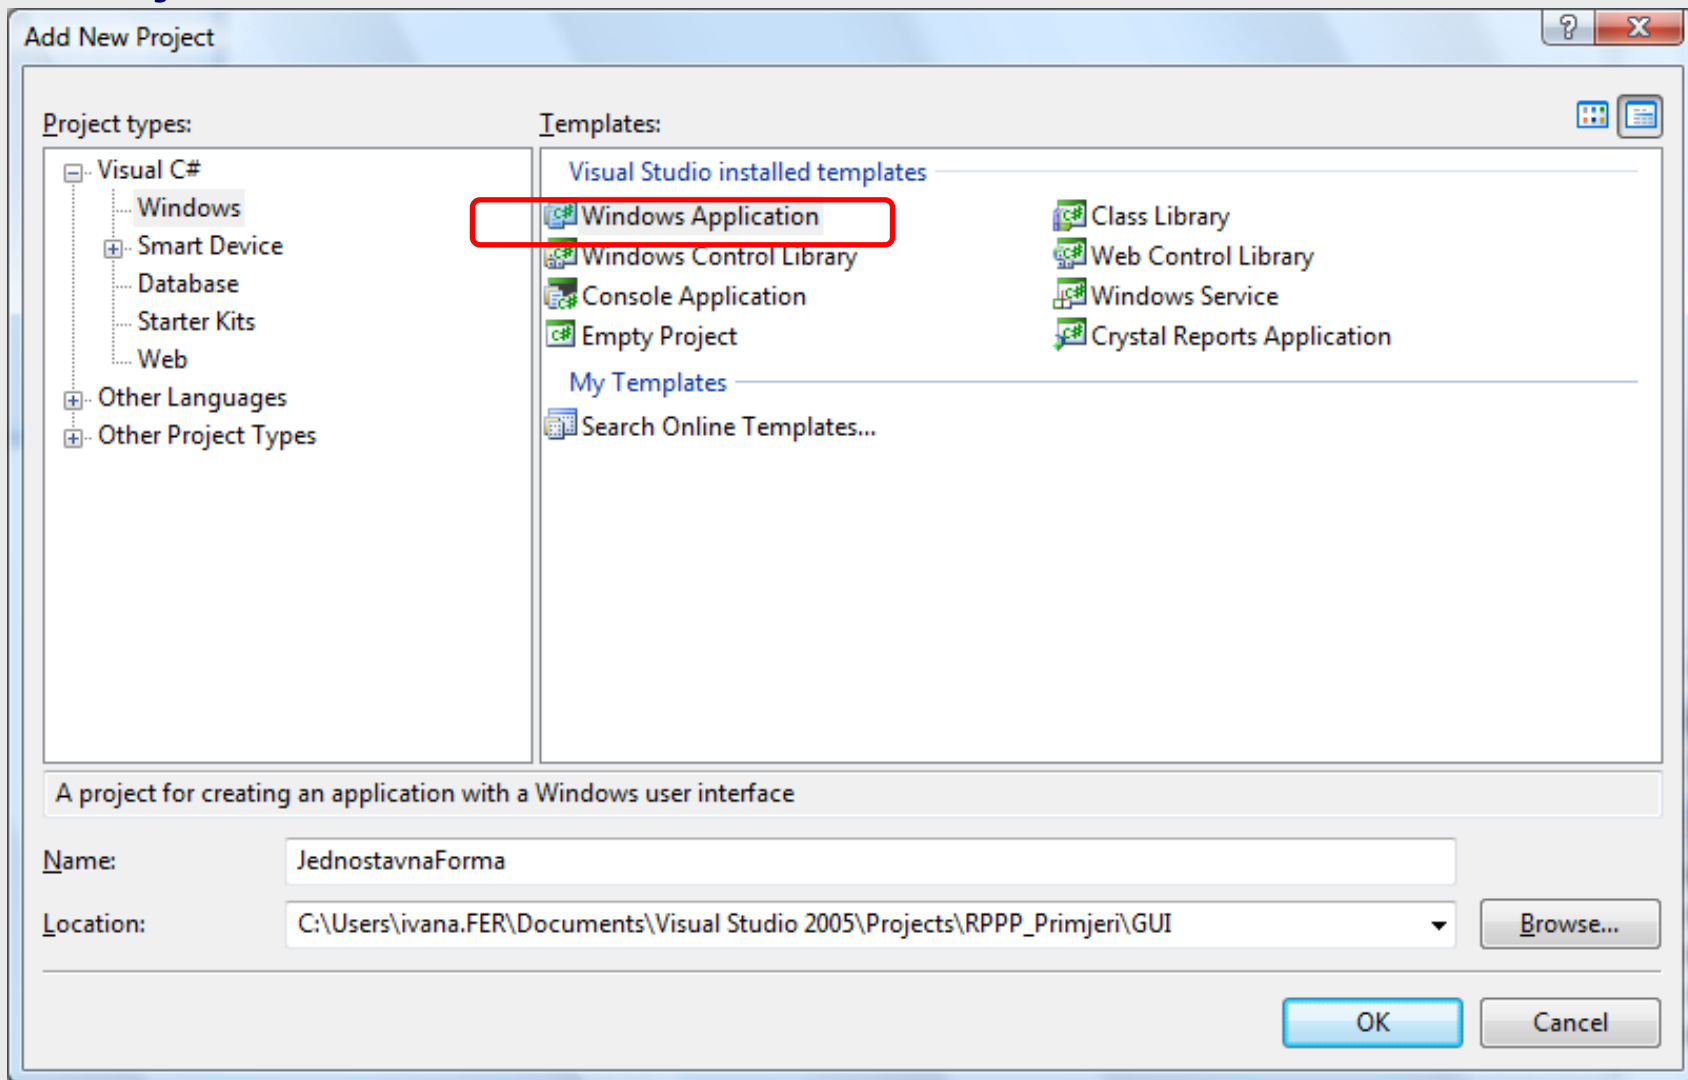 Add New Project
Project types:
Templates:
Visual C#
Windows
Smart Device
Database
Starter Kits
Web
Other Languages
Other Project Types
Visual Studio installed templates
Windows Application
Class Library
Windows Control Library
Web Control Library
Console Application
Windows Service
Empty Project
Crystal Reports Application
My Templates
Search Online Templates...
A project for creating an application with a Windows user interface
Name:
JednostavnaForma
Location:
C:\Users\ivana.FER\Documents\Visual Studio 2005\Projects\RPPP_Primjeri\GUI
Browse...
OK
Cancel